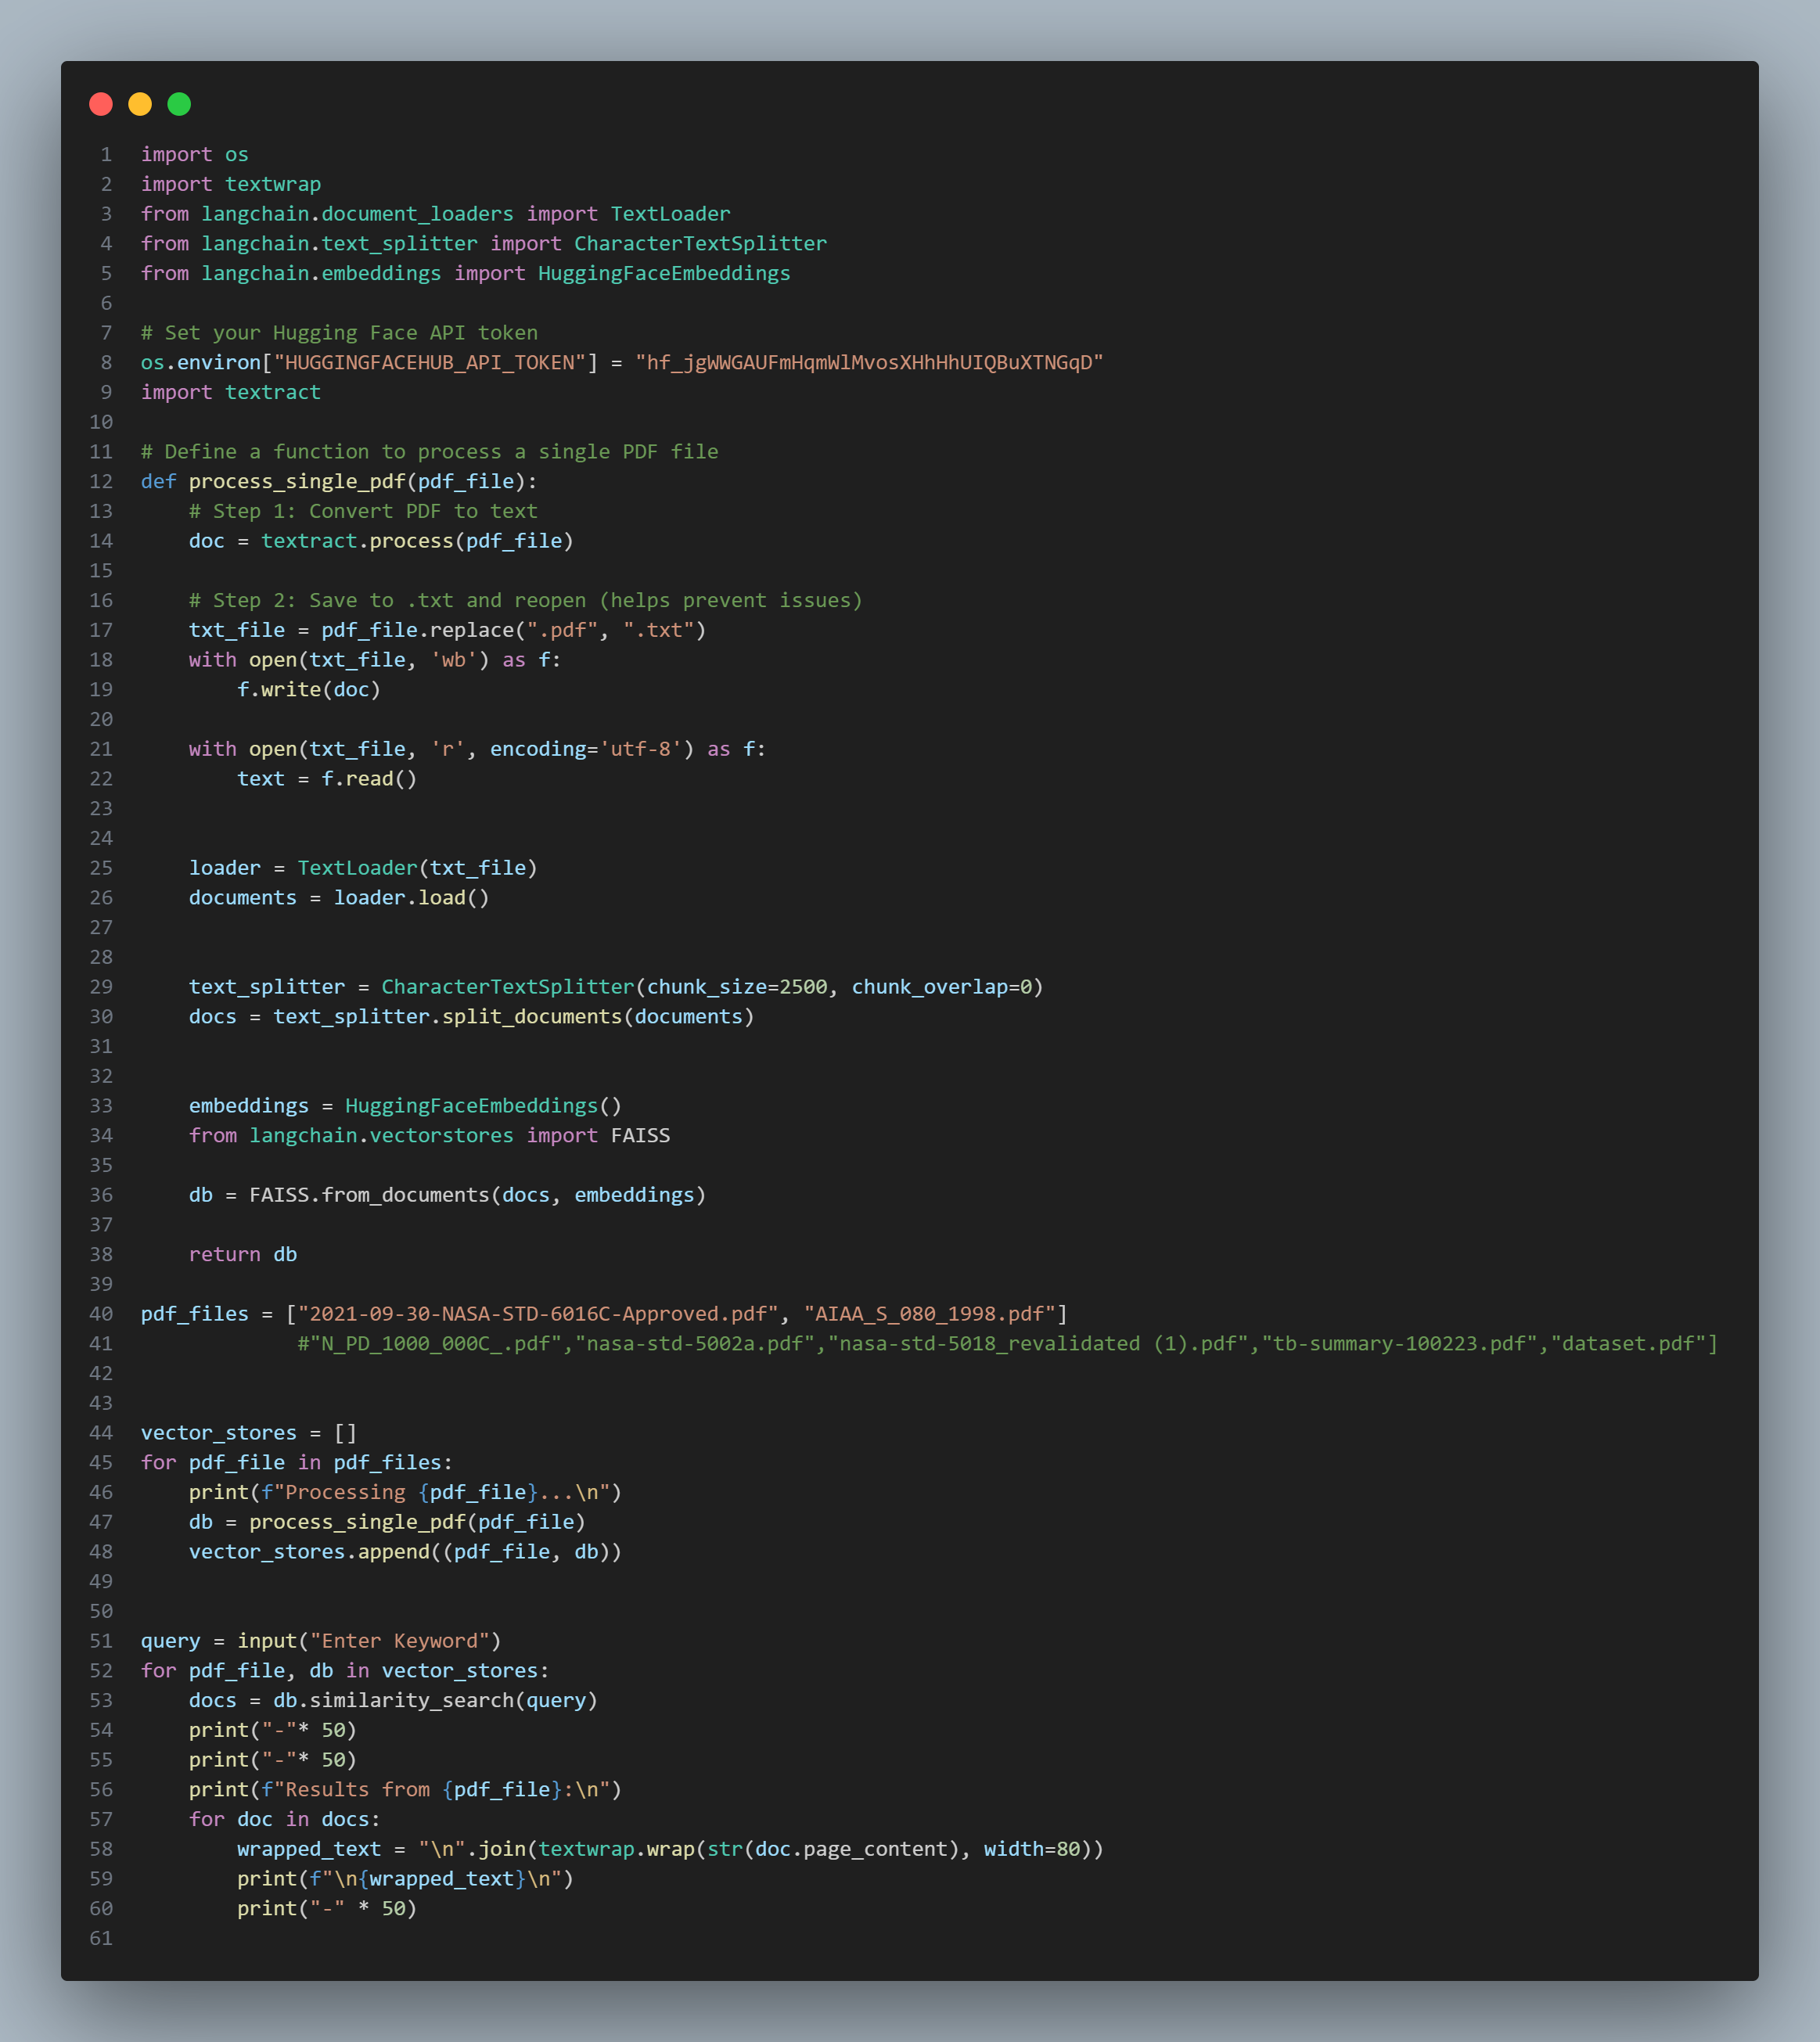 1 import os
2 import textwrap
3 from langchain.document_loaders import TextLoader
4 from langchain.text_splitter import CharacterTextSplitter
5 from langchain.embeddings import HuggingFaceEmbeddings
6
7 # Set your Hugging Face API token
8 os.environ["HUGGINGFACEHUB_API_TOKEN"] = "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"
9 import textract
10
11 # Define a function to process a single PDF file
12 def process_single_pdf(pdf_file):
13     # Step 1: Convert PDF to text
14     doc = textract.process(pdf_file)
15
16     # Step 2: Save to .txt and reopen (helps prevent issues)
17     txt_file = pdf_file.replace(".pdf", ".txt")
18     with open(txt_file, 'wb') as f:
19         f.write(doc)
20
21     with open(txt_file, 'r', encoding='utf-8') as f:
22         text = f.read()
23
24
25     loader = TextLoader(txt_file)
26     documents = loader.load()
27
28
29     text_splitter = CharacterTextSplitter(chunk_size=2500, chunk_overlap=0)
30     docs = text_splitter.split_documents(documents)
31
32
33     embeddings = HuggingFaceEmbeddings()
34     from langchain.vectorstores import FAISS
35
36     db = FAISS.from_documents(docs, embeddings)
37
38     return db
39
40 pdf_files = ["2021-09-30-NASA-STD-6016C-Approved.pdf", "AIAA_S_080_1998.pdf"]
41              #"N_PD_1000_000C_.pdf","nasa-std-5002a.pdf","nasa-std-5018_revalidated (1).pdf","tb-summary-100223.pdf","dataset.pdf"]
42
43
44 vector_stores = []
45 for pdf_file in pdf_files:
46     print(f"Processing {pdf_file}...\n")
47     db = process_single_pdf(pdf_file)
48     vector_stores.append((pdf_file, db))
49
50
51 query = input("Enter Keyword")
52 for pdf_file, db in vector_stores:
53     docs = db.similarity_search(query)
54     print("-"* 50)
55     print("-"* 50)
56     print(f"Results from {pdf_file}:\n")
57     for doc in docs:
58         wrapped_text = "\n".join(textwrap.wrap(str(doc.page_content), width=80))
59         print(f"\n{wrapped_text}\n")
60         print("-" * 50)
61